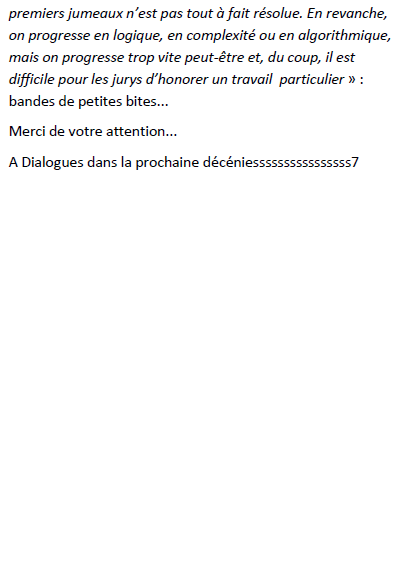 premiers jumeaux n’est pas tout à fait résolue. En revanche,
on progresse en logique, en complexité ou en algorithmique,
mais on progresse trop vite peut-être et, du coup, il est
difficile pour les jurys d’honorer un travail  particulier » :
bandes de petites bites...
Merci de votre attention...
A Dialogues dans la prochaine décéniessssssssssssssss7